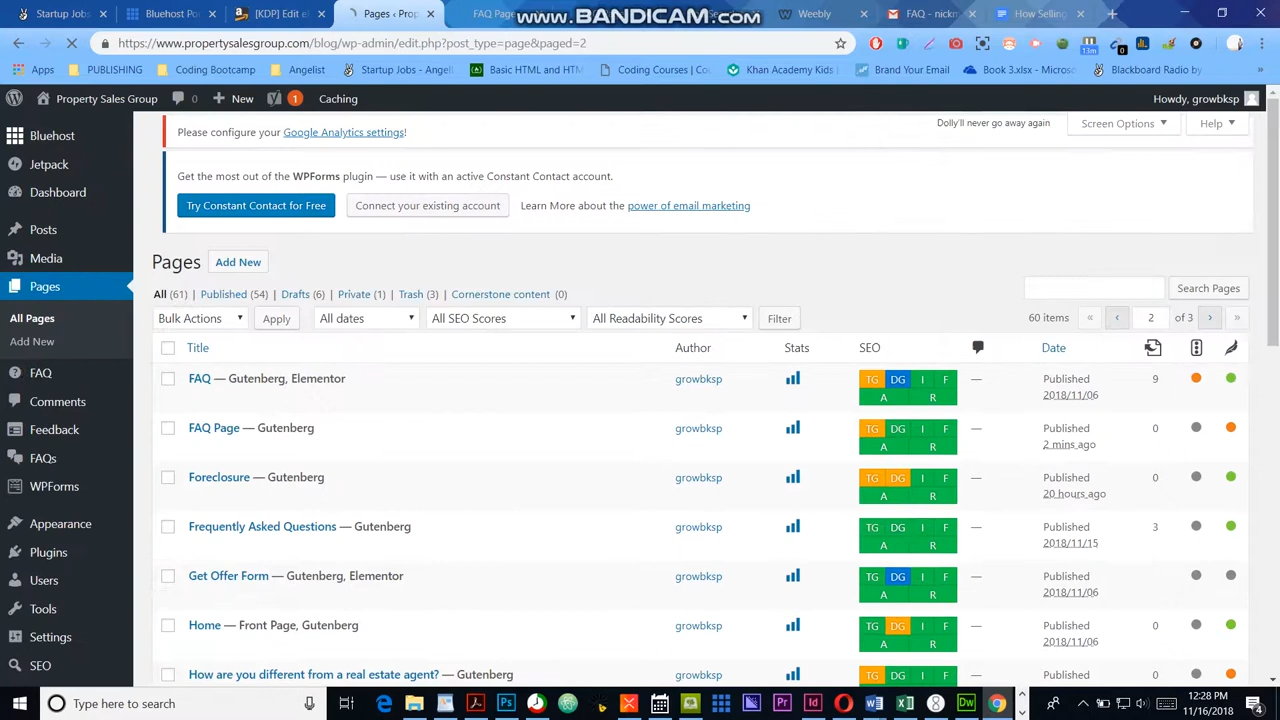 www.BANDICAM.com
Startup Jobs
Bluehost Po
[KDP] Edit
Pages ‹ Prop
FAQ Page
Weebly
FAQ - nickm
How Selling
https://www.propertysalesgroup.com/blog/wp-admin/edit.php?post_type=page&paged=2
13m
0
Apps PUBLISHING Coding Bootcamp Angelist Startup Jobs - Angeli Basic HTML and HTM Coding Courses | Co Khan Academy Kids | Brand Your Email Book 3.xlsx - Micros Blackboard Radio by »
Property Sales Group 0 New 1 Caching Howdy, growbksp
Bluehost
Jetpack
Dashboard
Posts
Media
Pages
All Pages
Add New
FAQ
Comments
Feedback
FAQs
WPForms
Appearance
Plugins
Users
Tools
Settings
SEO
Dolly'll never go away again Screen Options Help
Please configure your Google Analytics settings!
Get the most out of the WPForms plugin — use it with an active Constant Contact account.
Try Constant Contact for Free Connect your existing account Learn More about the power of email marketing
Pages Add New
All (61) | Published (54) | Drafts (6) | Private (1) | Trash (3) | Cornerstone content (0)
Search Pages
Bulk Actions Apply All dates All SEO Scores All Readability Scores Filter 60 items « ‹ 2 of 3 › »
Title Author Stats SEO Date
FAQ — Gutenberg, Elementor growbksp TG DG I F — Published 9
A R 2018/11/06
FAQ Page — Gutenberg growbksp TG DG I F — Published 0
A R 2 mins ago
Foreclosure — Gutenberg growbksp TG DG I F — Published 0
A R 20 hours ago
Frequently Asked Questions — Gutenberg growbksp TG DG I F — Published 3
A R 2018/11/15
Get Offer Form — Gutenberg, Elementor growbksp TG DG I F — Published
A R 2018/11/06
Home — Front Page, Gutenberg growbksp TG DG I F — Published 0
A R 2018/11/06
How are you different from a real estate agent? — Gutenberg growbksp TG DG I F — Published 0
Type here to search
12:28 PM
11/16/2018